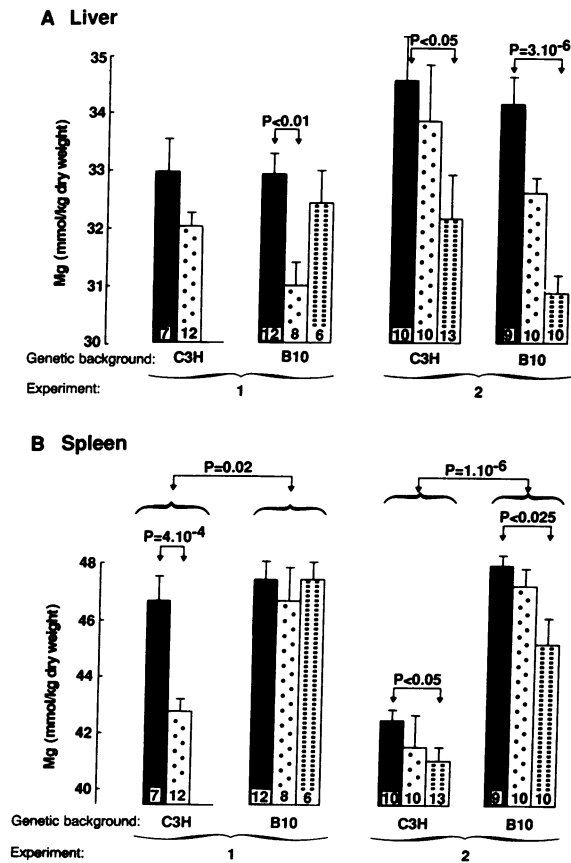 A Liver
P<0.05
P=3.10-6
35
34
P<0.01
33
32
31
30
Mg (mmol/kg dry weight)
7 12 12 8 6 10 10 13 9 10 10
Genetic background: C3H B10 C3H B10
Experiment: 1 2
B Spleen
P=0.02 P=1.10-6
P=4.10-4 P<0.025
48
46
44
P<0.05
42
40
Mg (mmol/kg dry weight)
7 12 12 8 6 10 10 13 9 10 10
Genetic background: C3H B10 C3H B10
Experiment: 1 2